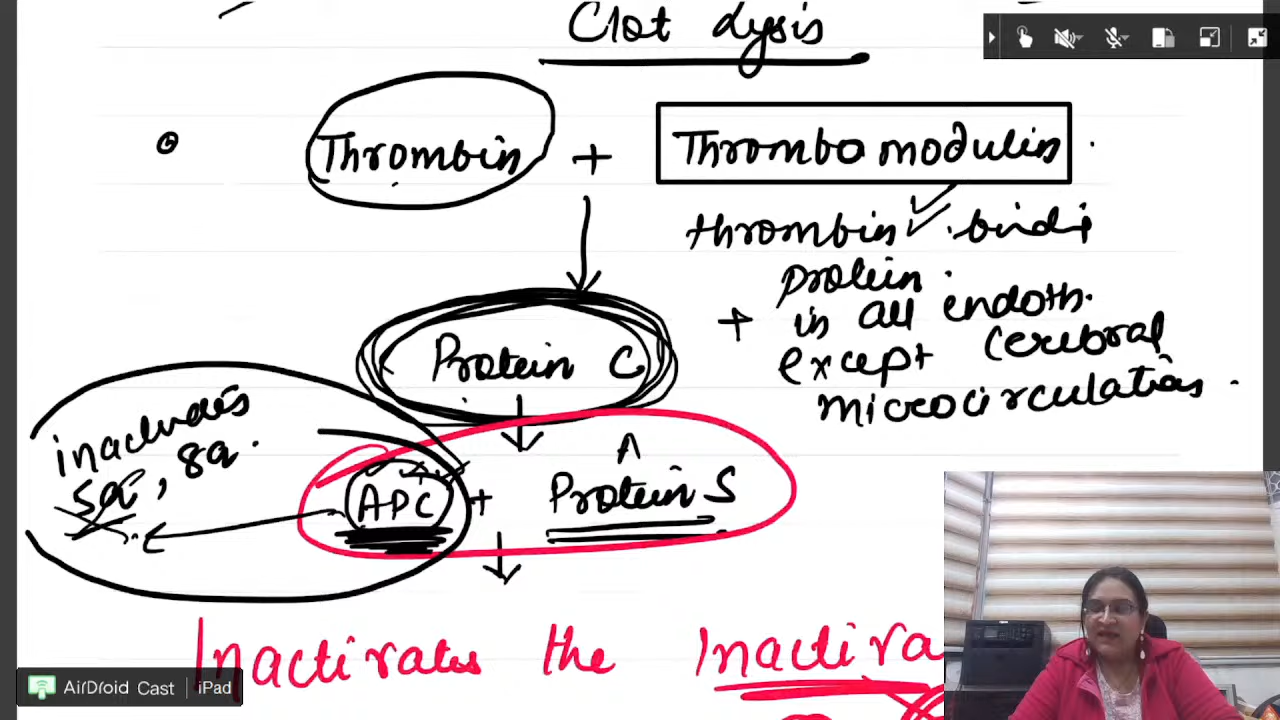 Clot lysis
Thrombin + Thrombomodulin
thrombin binding
protein
in all endoth.
except cerebral
microcirculation.
+
Protein C
inactivates
5a, 8a.
APC + Protein S
Inactivates the Inactiva
AirDroid Cast | iPad